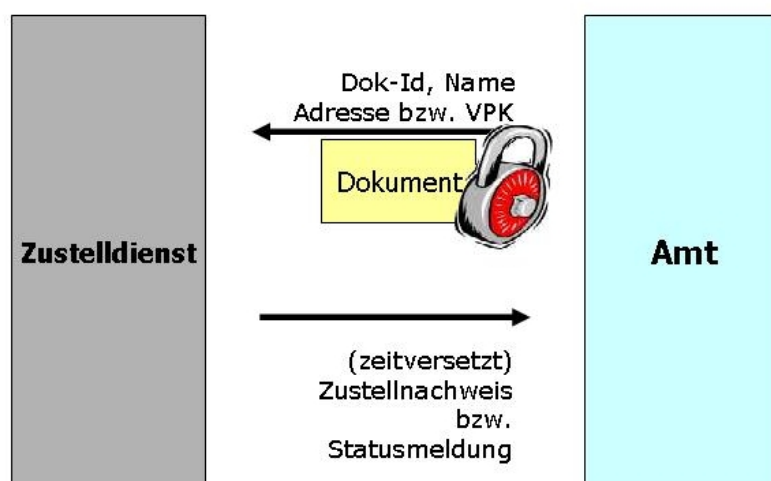 Dok-Id, Name
Adresse bzw. VPK
Dokument
Zustelldienst
Amt
(zeitversetzt)
Zustellnachweis
bzw.
Statusmeldung